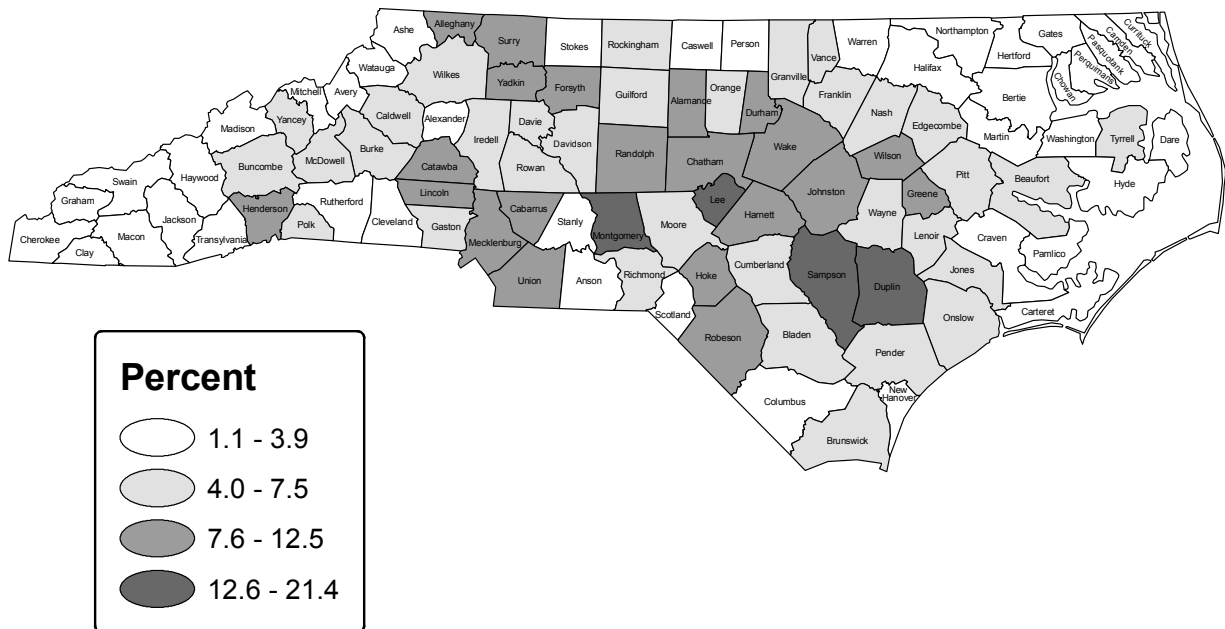 Ashe
Alleghany
Surry
Stokes
Rockingham
Caswell
Person
Granville
Vance
Warren
Northampton
Gates
Currituck
Camden
Pasquotank
Perquimans
Chowan
Hertford
Halifax
Watauga
Wilkes
Yadkin
Forsyth
Guilford
Alamance
Orange
Durham
Franklin
Nash
Edgecombe
Bertie
Martin
Washington
Tyrrell
Dare
Mitchell
Avery
Caldwell
Alexander
Iredell
Davie
Davidson
Randolph
Chatham
Wake
Wilson
Pitt
Beaufort
Hyde
Madison
Yancey
McDowell
Burke
Catawba
Rowan
Buncombe
Haywood
Swain
Graham
Cherokee
Clay
Macon
Jackson
Transylvania
Henderson
Polk
Rutherford
Cleveland
Lincoln
Gaston
Mecklenburg
Cabarrus
Stanly
Montgomery
Moore
Lee
Harnett
Johnston
Wayne
Greene
Lenoir
Craven
Pamlico
Jones
Carteret
Union
Anson
Richmond
Hoke
Cumberland
Sampson
Duplin
Onslow
Scotland
Robeson
Bladen
Pender
Columbus
New
Hanover
Brunswick
Percent
1.1 - 3.9
4.0 - 7.5
7.6 - 12.5
12.6 - 21.4